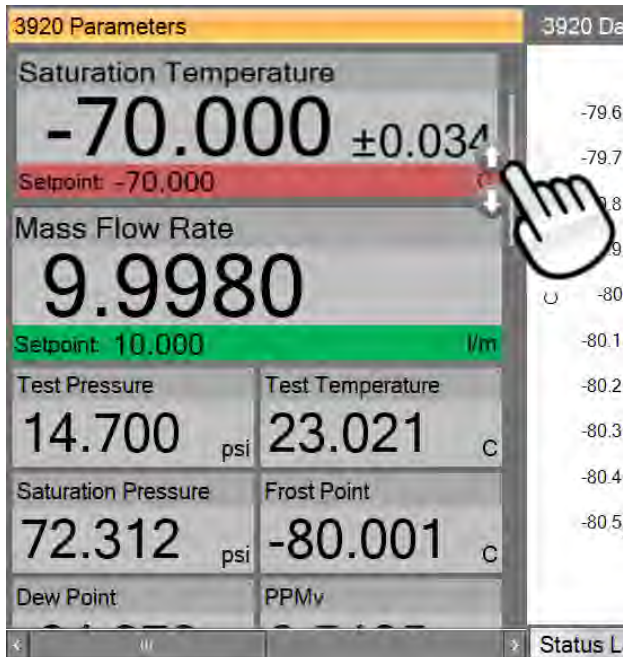 3920 Parameters
3920 Da
Saturation Temperature
-70.000 ±0.034
Setpoint: -70.000
Mass Flow Rate
9.9980
Setpoint: 10.000 l/m
Test Pressure
14.700 psi
Test Temperature
23.021 C
Saturation Pressure
72.312 psi
Frost Point
-80.001 C
Dew Point
PPMv
-79.6
-79.7
C
-80
-80.1
-80.2
-80.3
-80.4
-80.5
Status L